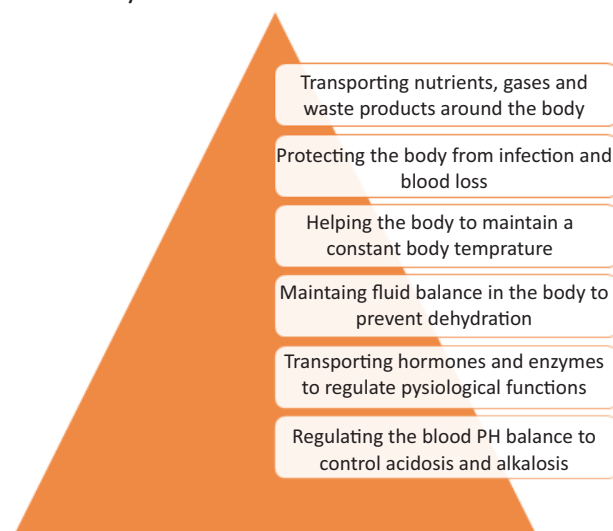 Transporting nutrients, gases and
waste products around the body
Protecting the body from infection and
blood loss
Helping the body to maintain a
constant body temprature
Maintaing fluid balance in the body to
prevent dehydration
Transporting hormones and enzymes
to regulate pysiological functions
Regulating the blood PH balance to
control acidosis and alkalosis